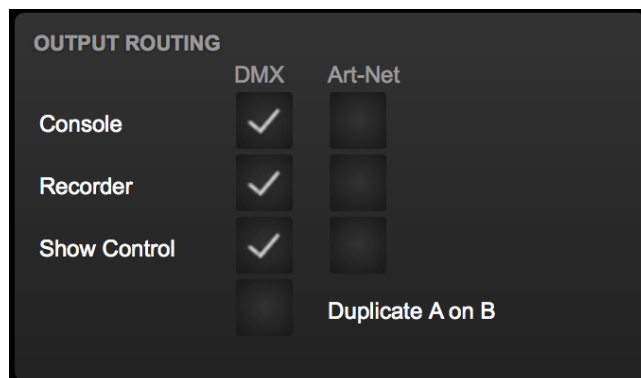 OUTPUT ROUTING
DMX Art-Net
Console
Recorder
Show Control
Duplicate A on B